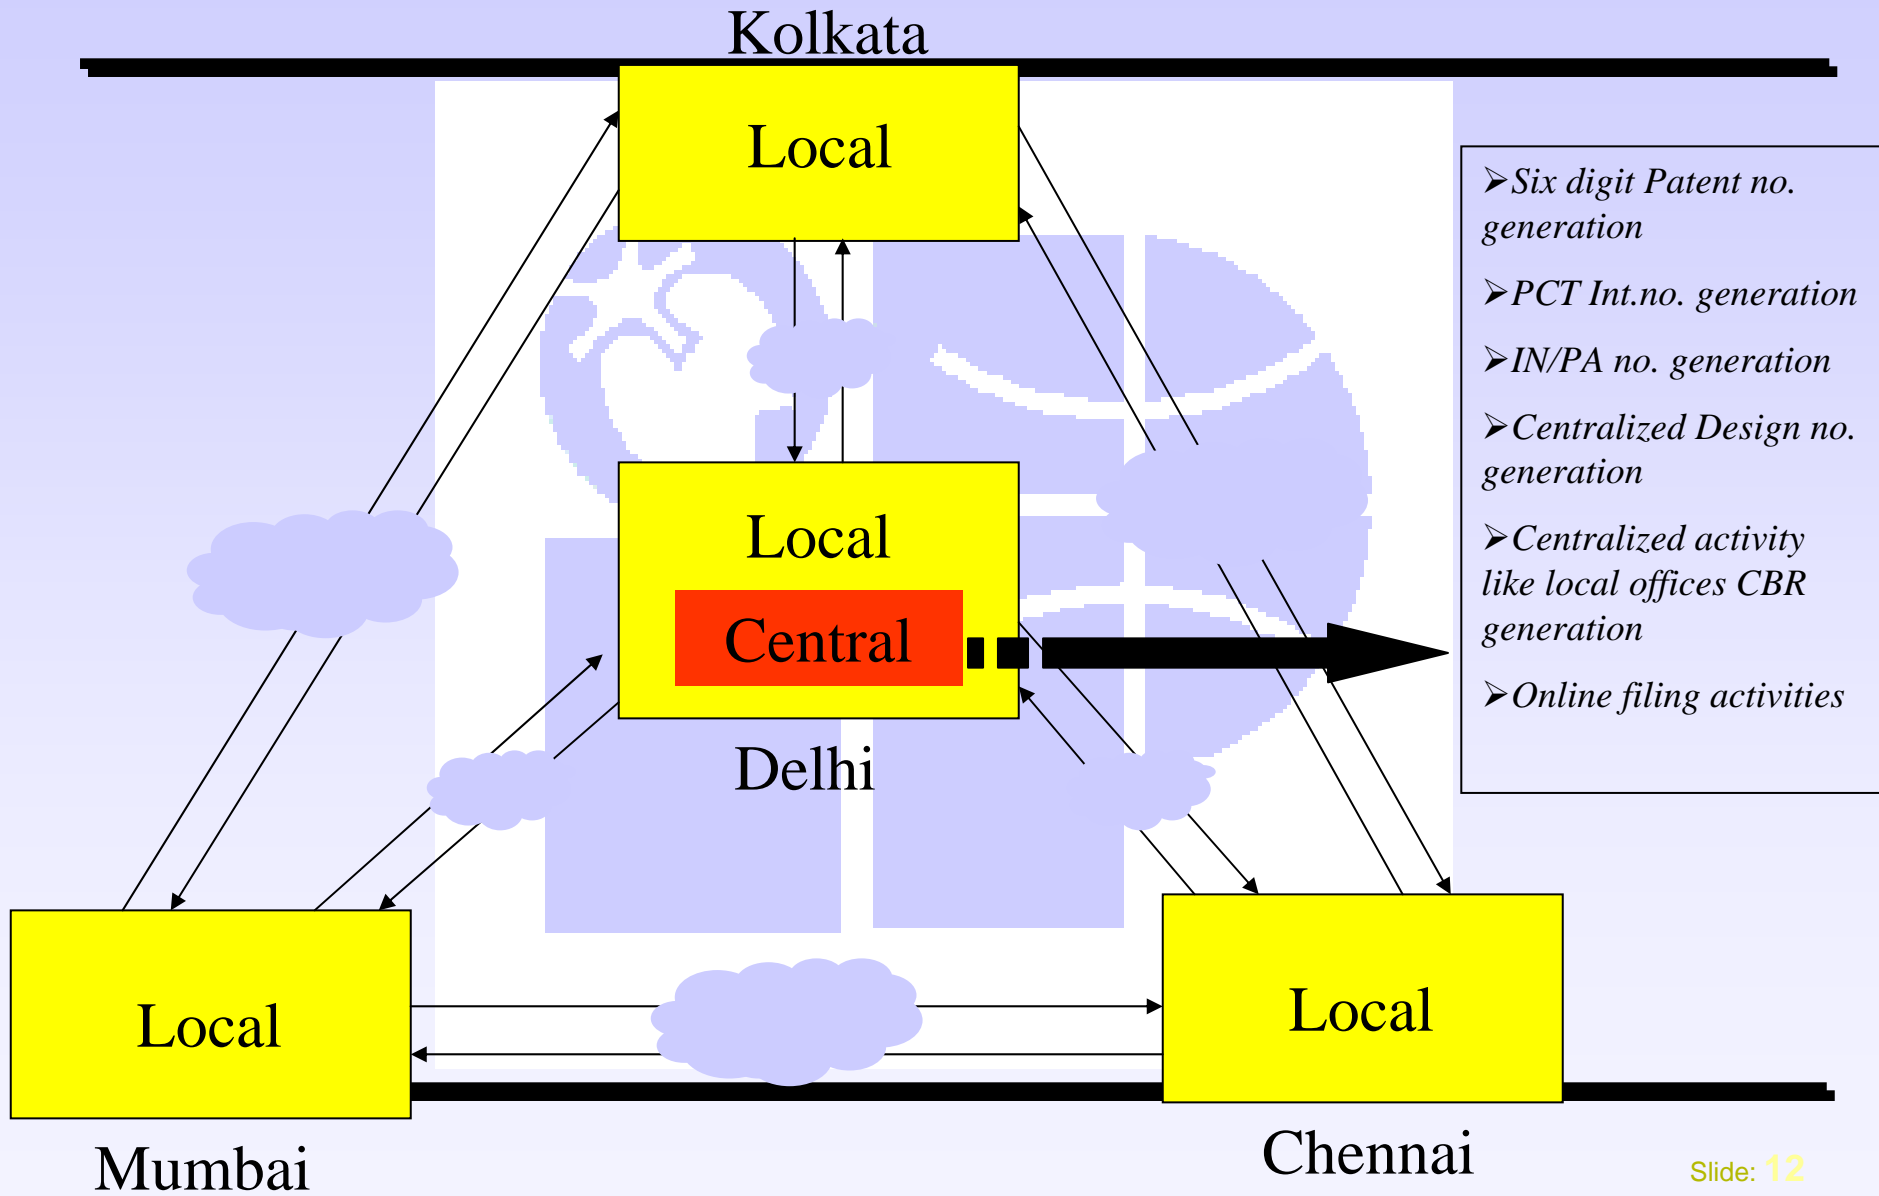 Kolkata
Local
➢Six digit Patent no.
generation
➢PCT Int.no. generation
➢IN/PA no. generation
➢Centralized Design no.
generation
➢Centralized activity
like local offices CBR
generation
➢Online filing activities
Local
Central
Delhi
Local
Local
Mumbai
Chennai
Slide: 12